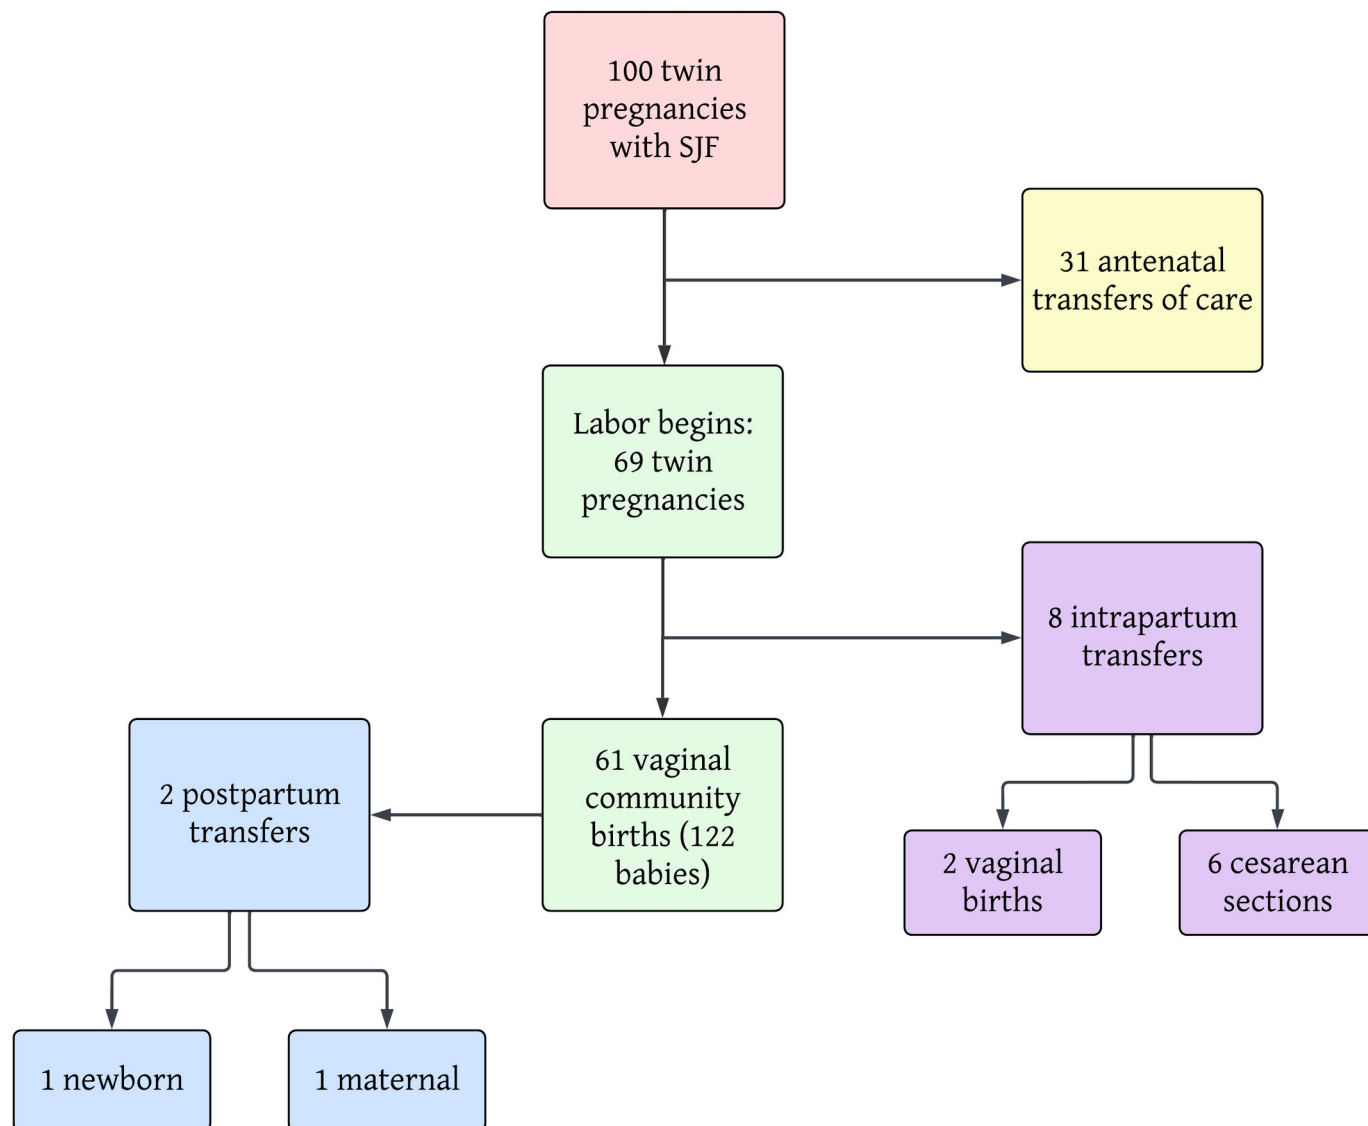 100 twin
pregnancies
with SJF
31 antenatal
transfers of care
Labor begins:
69 twin
pregnancies
8 intrapartum
transfers
2 postpartum
transfers
61 vaginal
community
births (122
babies)
2 vaginal
births
6 cesarean
sections
1 newborn
1 maternal